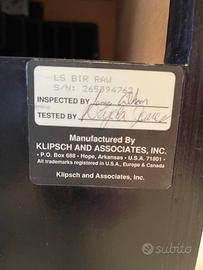 LS BIR RAW
S/N: 265394762
INSPECTED BY
TESTED BY
Manufactured By
KLIPSCH AND ASSOCIATES, INC.
• P.O. Box 688 • Hope, Arkansas • U.S.A. 71801 •
All trademarks registered in U.S.A., Europe & Canada
Klipsch and Associates, Inc.
subito